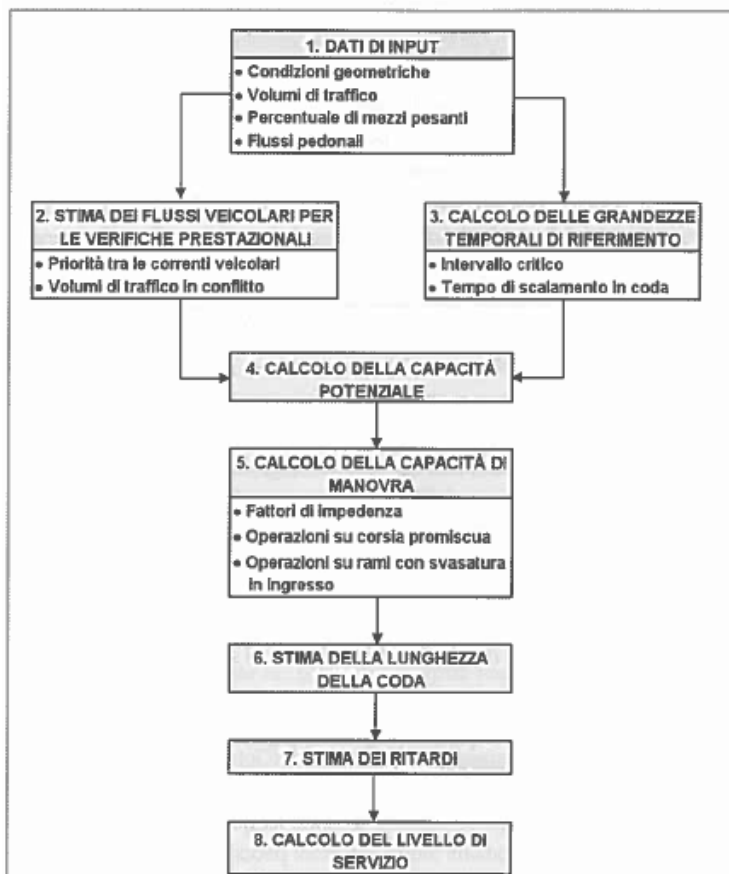 1. DATI DI INPUT
• Condizioni geometriche
• Volumi di traffico
• Percentuale di mezzi pesanti
• Flussi pedonali
2. STIMA DEI FLUSSI VEICOLARI PER
LE VERIFICHE PRESTAZIONALI
• Priorità tra le correnti veicolari
• Volumi di traffico in conflitto
3. CALCOLO DELLE GRANDEZZE
TEMPORALI DI RIFERIMENTO
• Intervallo critico
• Tempo di scalamento in coda
4. CALCOLO DELLA CAPACITÀ
POTENZIALE
5. CALCOLO DELLA CAPACITÀ DI
MANOVRA
• Fattori di impedenza
• Operazioni su corsia promiscua
• Operazioni su rami con svasatura
in ingresso
6. STIMA DELLA LUNGHEZZA
DELLA CODA
7. STIMA DEI RITARDI
8. CALCOLO DEL LIVELLO DI
SERVIZIO